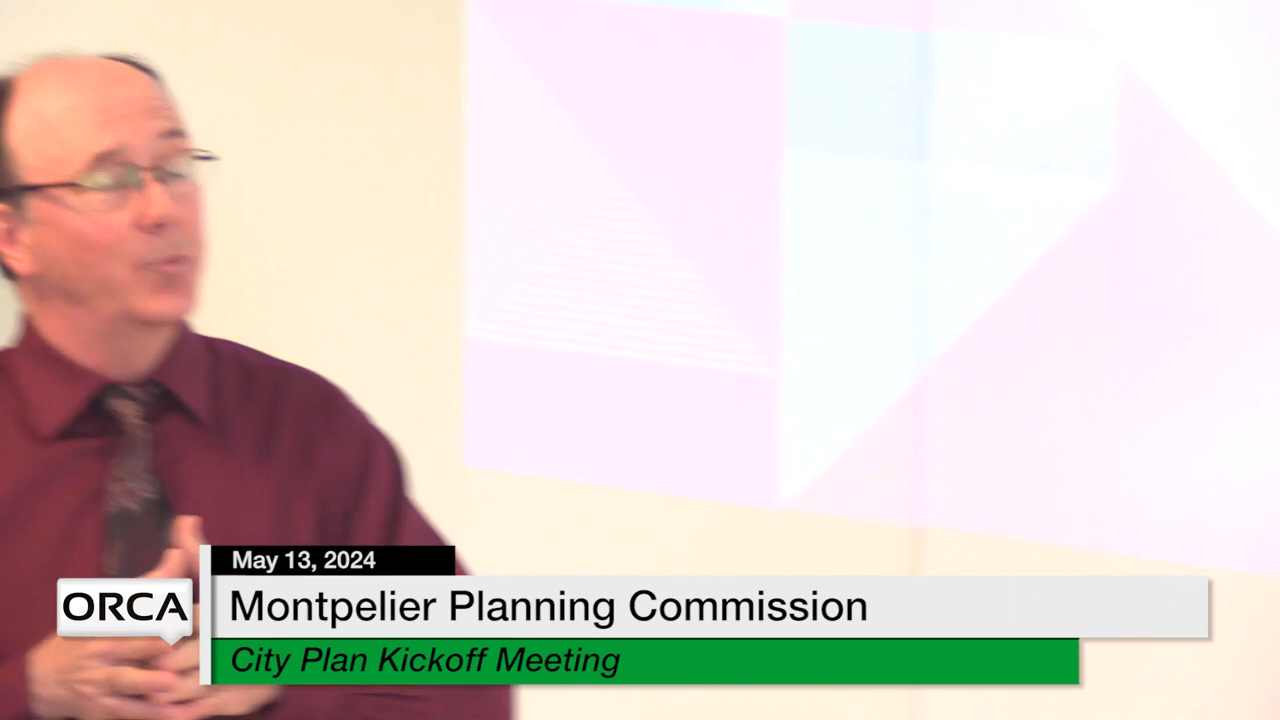 May 13, 2024
Montpelier Planning Commission
ORCA
City Plan Kickoff Meeting